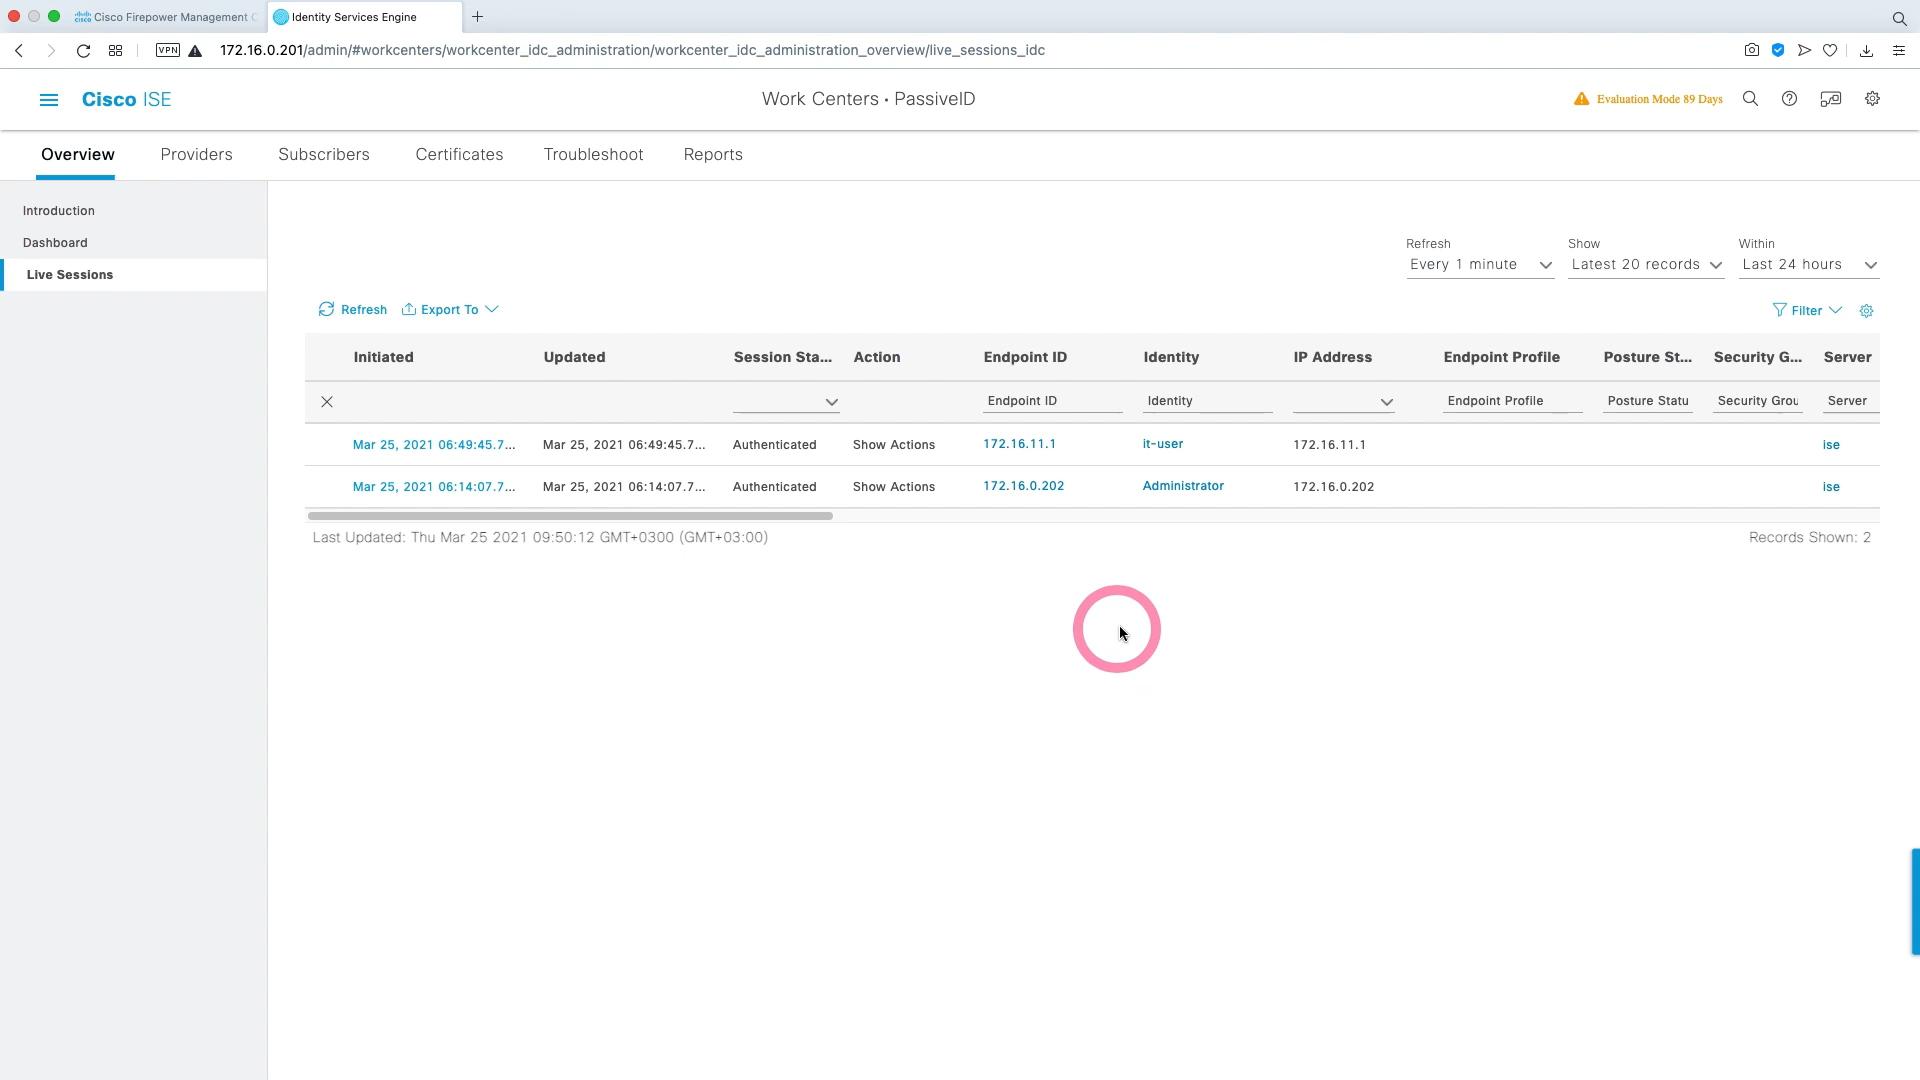 Cisco Firepower Management C
Identity Services Engine
VPN
172.16.0.201/admin/#workcenters/workcenter_idc_administration/workcenter_idc_administration_overview/live_sessions_idc
Cisco ISE
Work Centers • PassiveID
Evaluation Mode 89 Days
Overview Providers Subscribers Certificates Troubleshoot Reports
Introduction
Dashboard
Live Sessions
Refresh Show Within
Every 1 minute Latest 20 records Last 24 hours
Refresh Export To Filter
Initiated Updated Session Sta... Action Endpoint ID Identity IP Address Endpoint Profile Posture St... Security G... Server
Endpoint ID Identity Endpoint Profile Posture Statu Security Grou Server
Mar 25, 2021 06:49:45.7... Mar 25, 2021 06:49:45.7... Authenticated Show Actions 172.16.11.1 it-user 172.16.11.1 ise
Mar 25, 2021 06:14:07.7... Mar 25, 2021 06:14:07.7... Authenticated Show Actions 172.16.0.202 Administrator 172.16.0.202 ise
Last Updated: Thu Mar 25 2021 09:50:12 GMT+0300 (GMT+03:00) Records Shown: 2